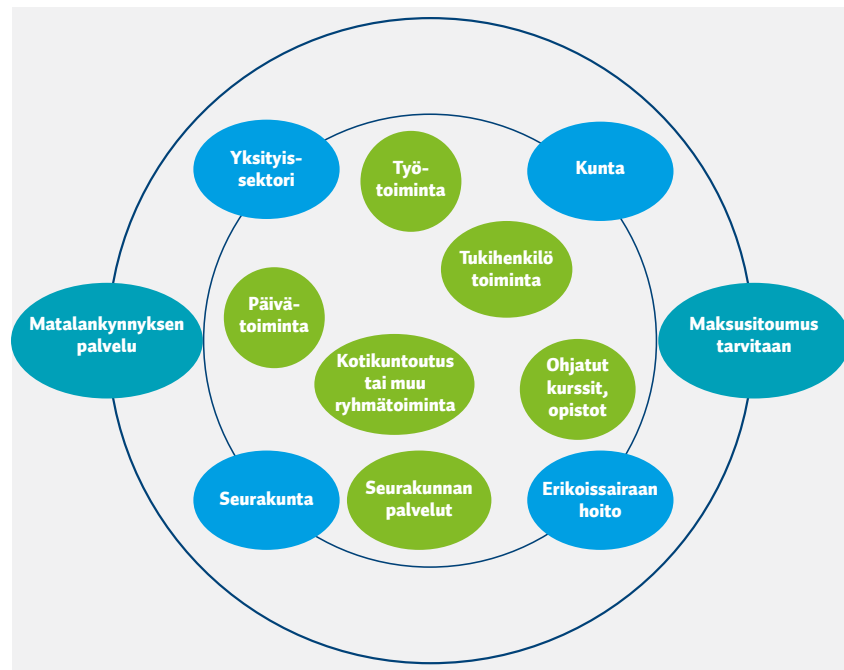 Yksityis-
sektori
Työ-
toiminta
Kunta
Tukihenkilö
toiminta
Päivä-
toiminta
Matalankynnyksen
palvelu
Maksusitoumus
tarvitaan
Kotikuntoutus
tai muu
ryhmätoiminta
Ohjatut
kurssit,
opistot
Seurakunta
Seurakunnan
palvelut
Erikoissairaan
hoito